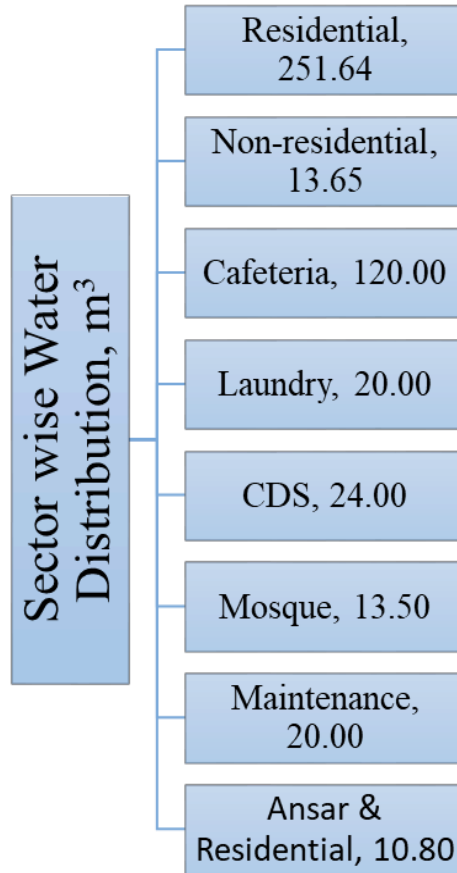 Sector wise Water
Distribution, m³
Residential,
251.64
Non-residential,
13.65
Cafeteria, 120.00
Laundry, 20.00
CDS, 24.00
Mosque, 13.50
Maintenance,
20.00
Ansar &
Residential, 10.80